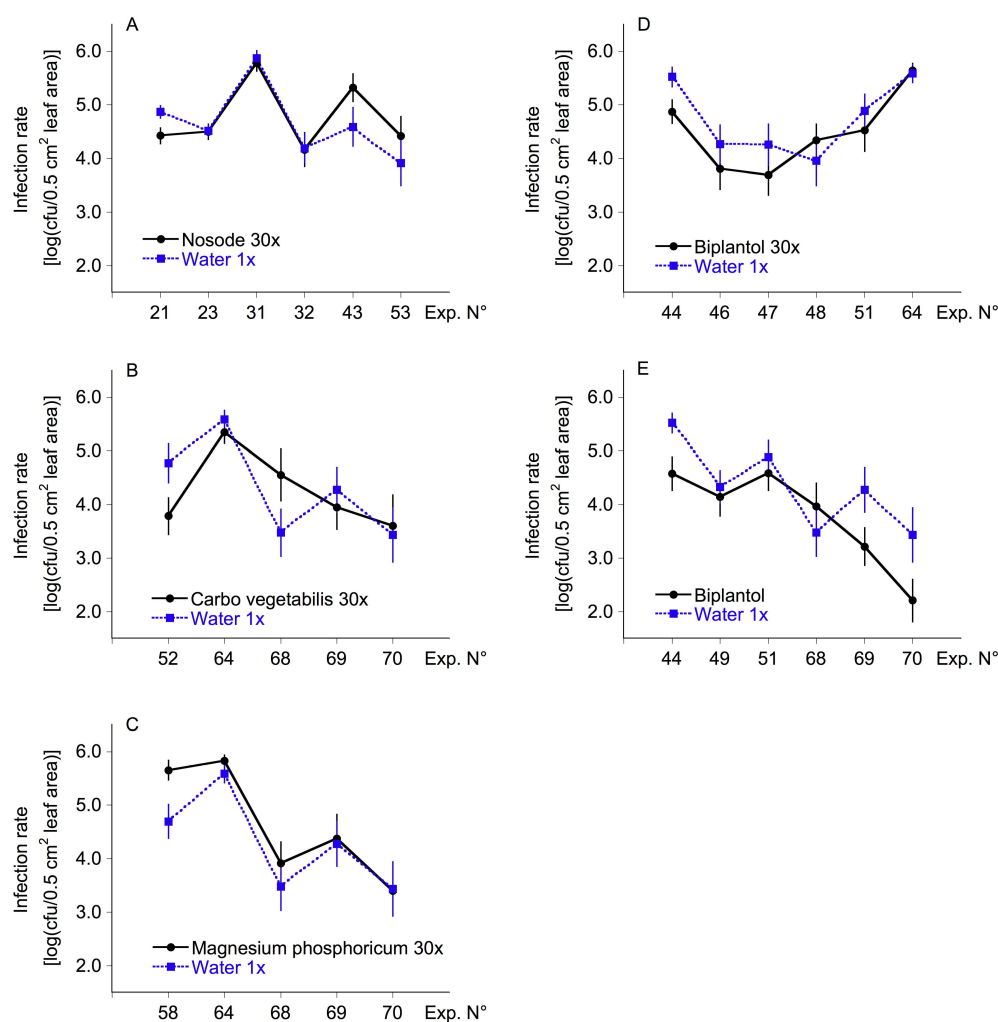 A
Infection rate
[log(cfu/0.5 cm² leaf area)]
6.0
5.0
4.0
3.0
2.0
Nosode 30x
Water 1x
21 23 31 32 43 53 Exp. N°
D
Infection rate
[log(cfu/0.5 cm² leaf area)]
6.0
5.0
4.0
3.0
2.0
Biplantol 30x
Water 1x
44 46 47 48 51 64 Exp. N°
B
Infection rate
[log(cfu/0.5 cm² leaf area)]
6.0
5.0
4.0
3.0
2.0
Carbo vegetabilis 30x
Water 1x
52 64 68 69 70 Exp. N°
E
Infection rate
[log(cfu/0.5 cm² leaf area)]
6.0
5.0
4.0
3.0
2.0
Biplantol
Water 1x
44 49 51 68 69 70 Exp. N°
C
Infection rate
[log(cfu/0.5 cm² leaf area)]
6.0
5.0
4.0
3.0
2.0
Magnesium phosphoricum 30x
Water 1x
58 64 68 69 70 Exp. N°